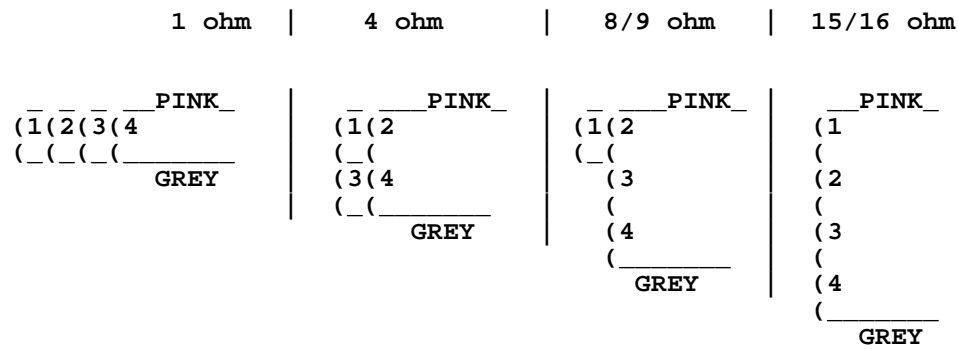 1 ohm | 4 ohm | 8/9 ohm | 15/16 ohm
_ _ _ __PINK_ | _ ___PINK_ | _ ___PINK_ | __PINK_
(1(2(3(4 | (1(2 | (1(2 | (1
(_(_(_(_______ | (_( | (_( | (
GREY | (3(4 | (3 | (2
| (_(_______ | ( | (
GREY | (4 | (3
(_______ | (
GREY | (4
(_______
GREY